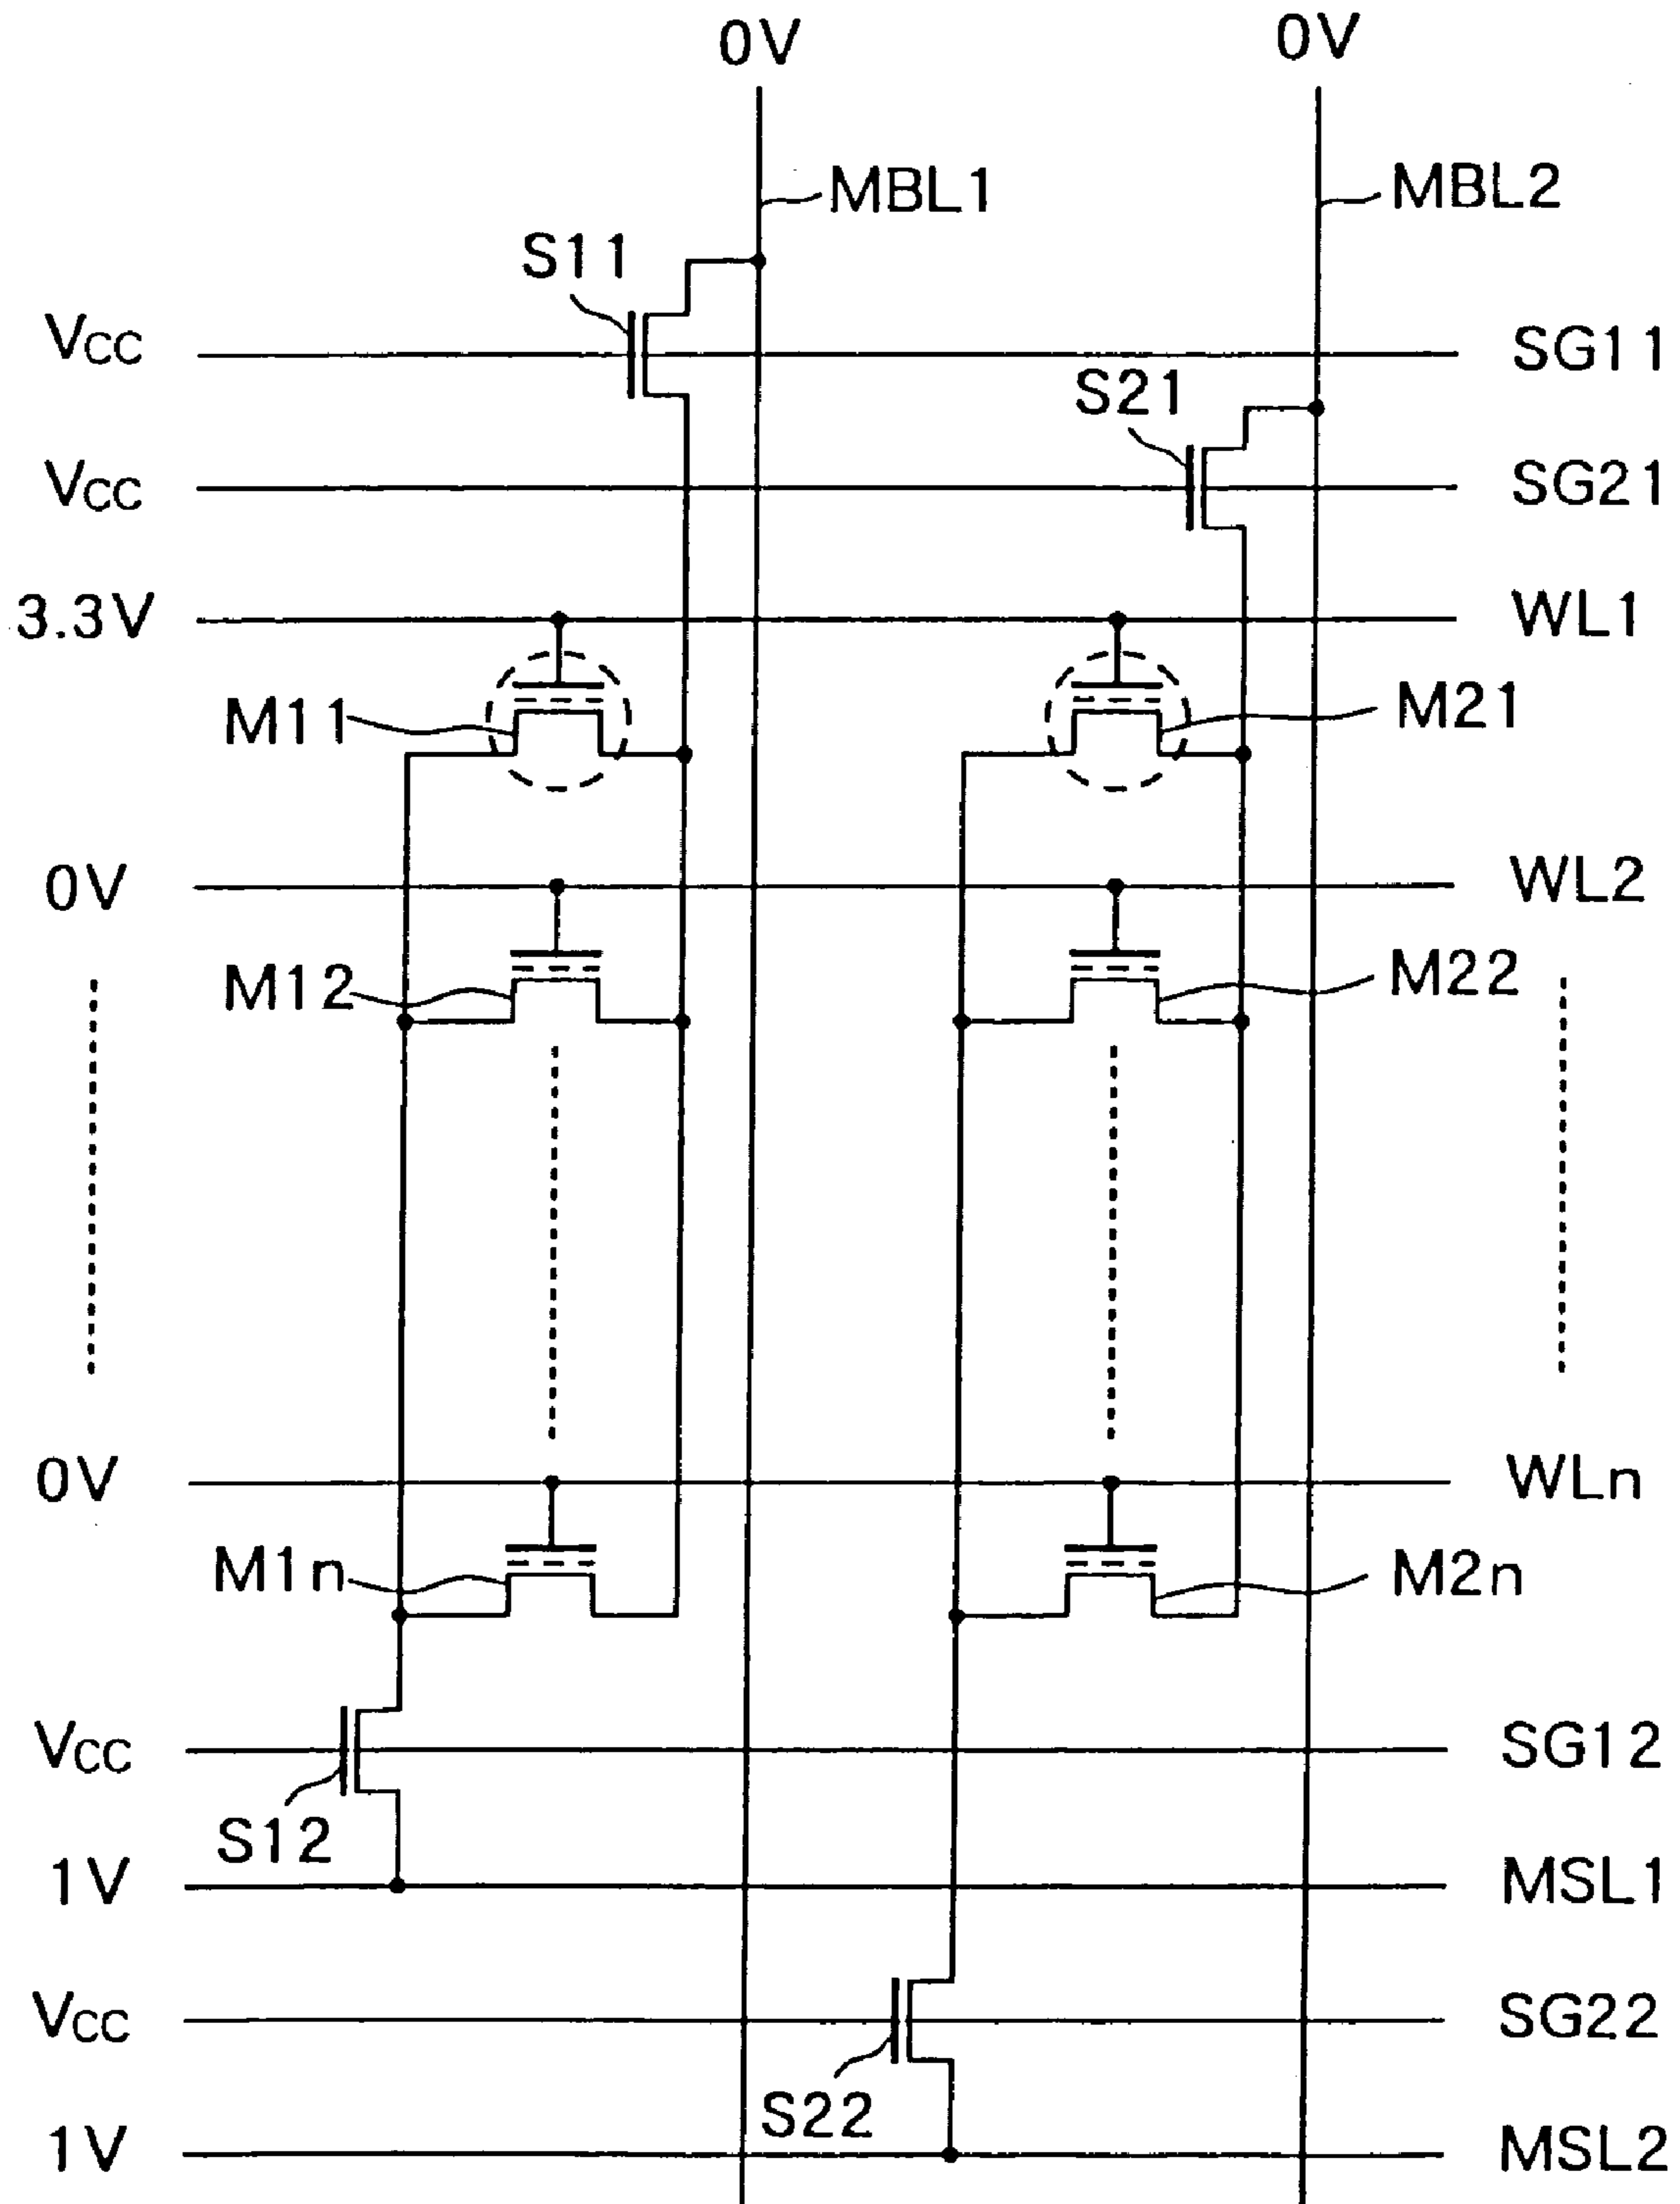 0V 0V
MBL1 MBL2
S11
VCC SG11
S21
VCC SG21
3.3V WL1
M11 M21
0V WL2
M12 M22
0V WLn
M1n M2n
VCC SG12
S12
1V MSL1
VCC SG22
S22
1V MSL2